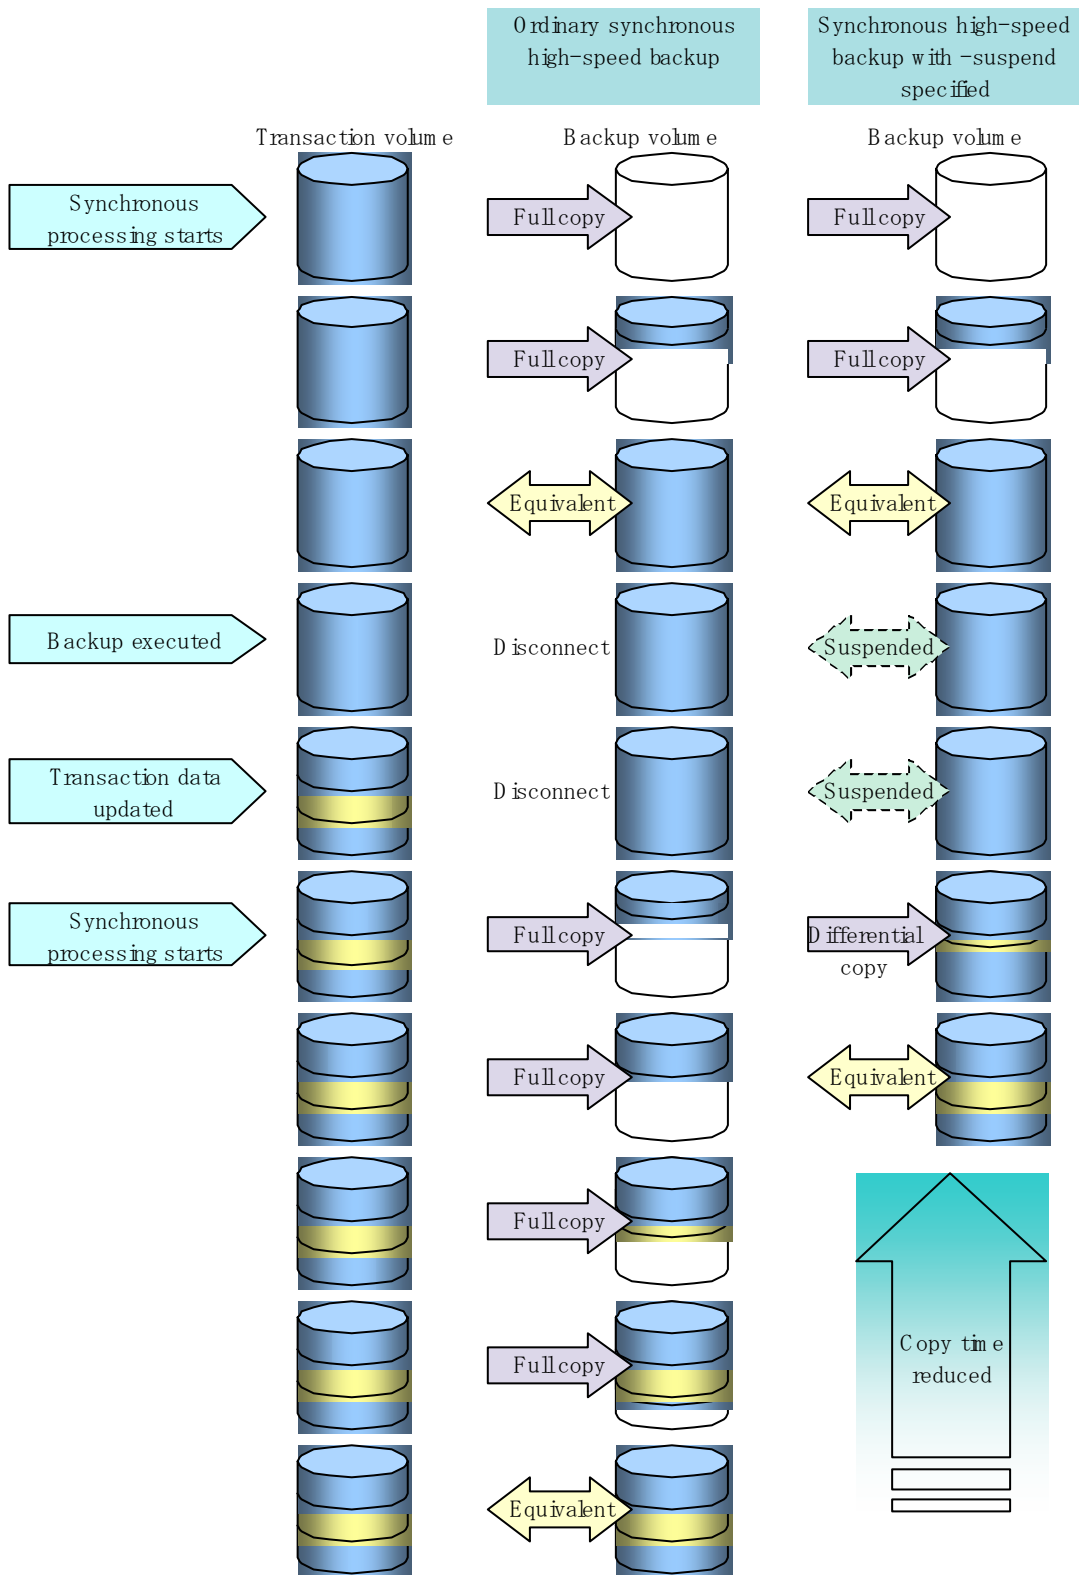 Ordinary synchronous
high-speed backup
Synchronous high-speed
backup with -suspend
specified
Transaction volume
Backup volume
Backup volume
Synchronous
processing starts
Full copy
Full copy
Full copy
Full copy
Equivalent
Equivalent
Backup executed
Disconnect
Suspended
Transaction data
updated
Disconnect
Suspended
Synchronous
processing starts
Full copy
Differential
copy
Full copy
Equivalent
Full copy
Full copy
Copy time
reduced
Equivalent